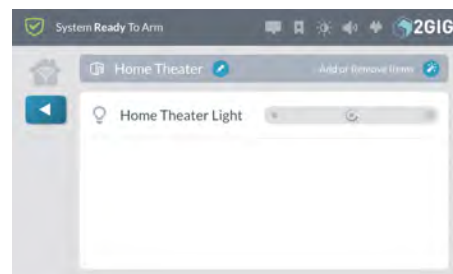 System Ready To Arm
2GIG
Home Theater
Add or Remove Items
Home Theater Light